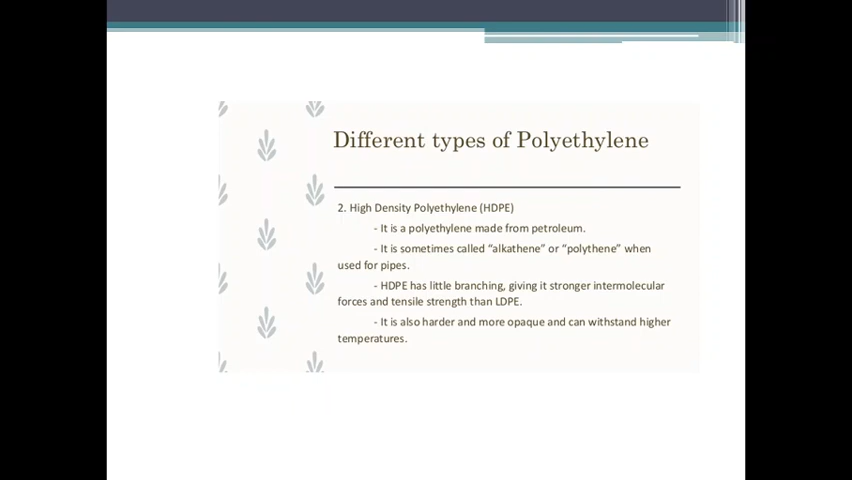 Different types of Polyethylene
2. High Density Polyethylene (HDPE)
- It is a polyethylene made from petroleum.
- It is sometimes called “alkathene” or “polythene” when
used for pipes.
- HDPE has little branching, giving it stronger intermolecular
forces and tensile strength than LDPE.
- It is also harder and more opaque and can withstand higher
temperatures.